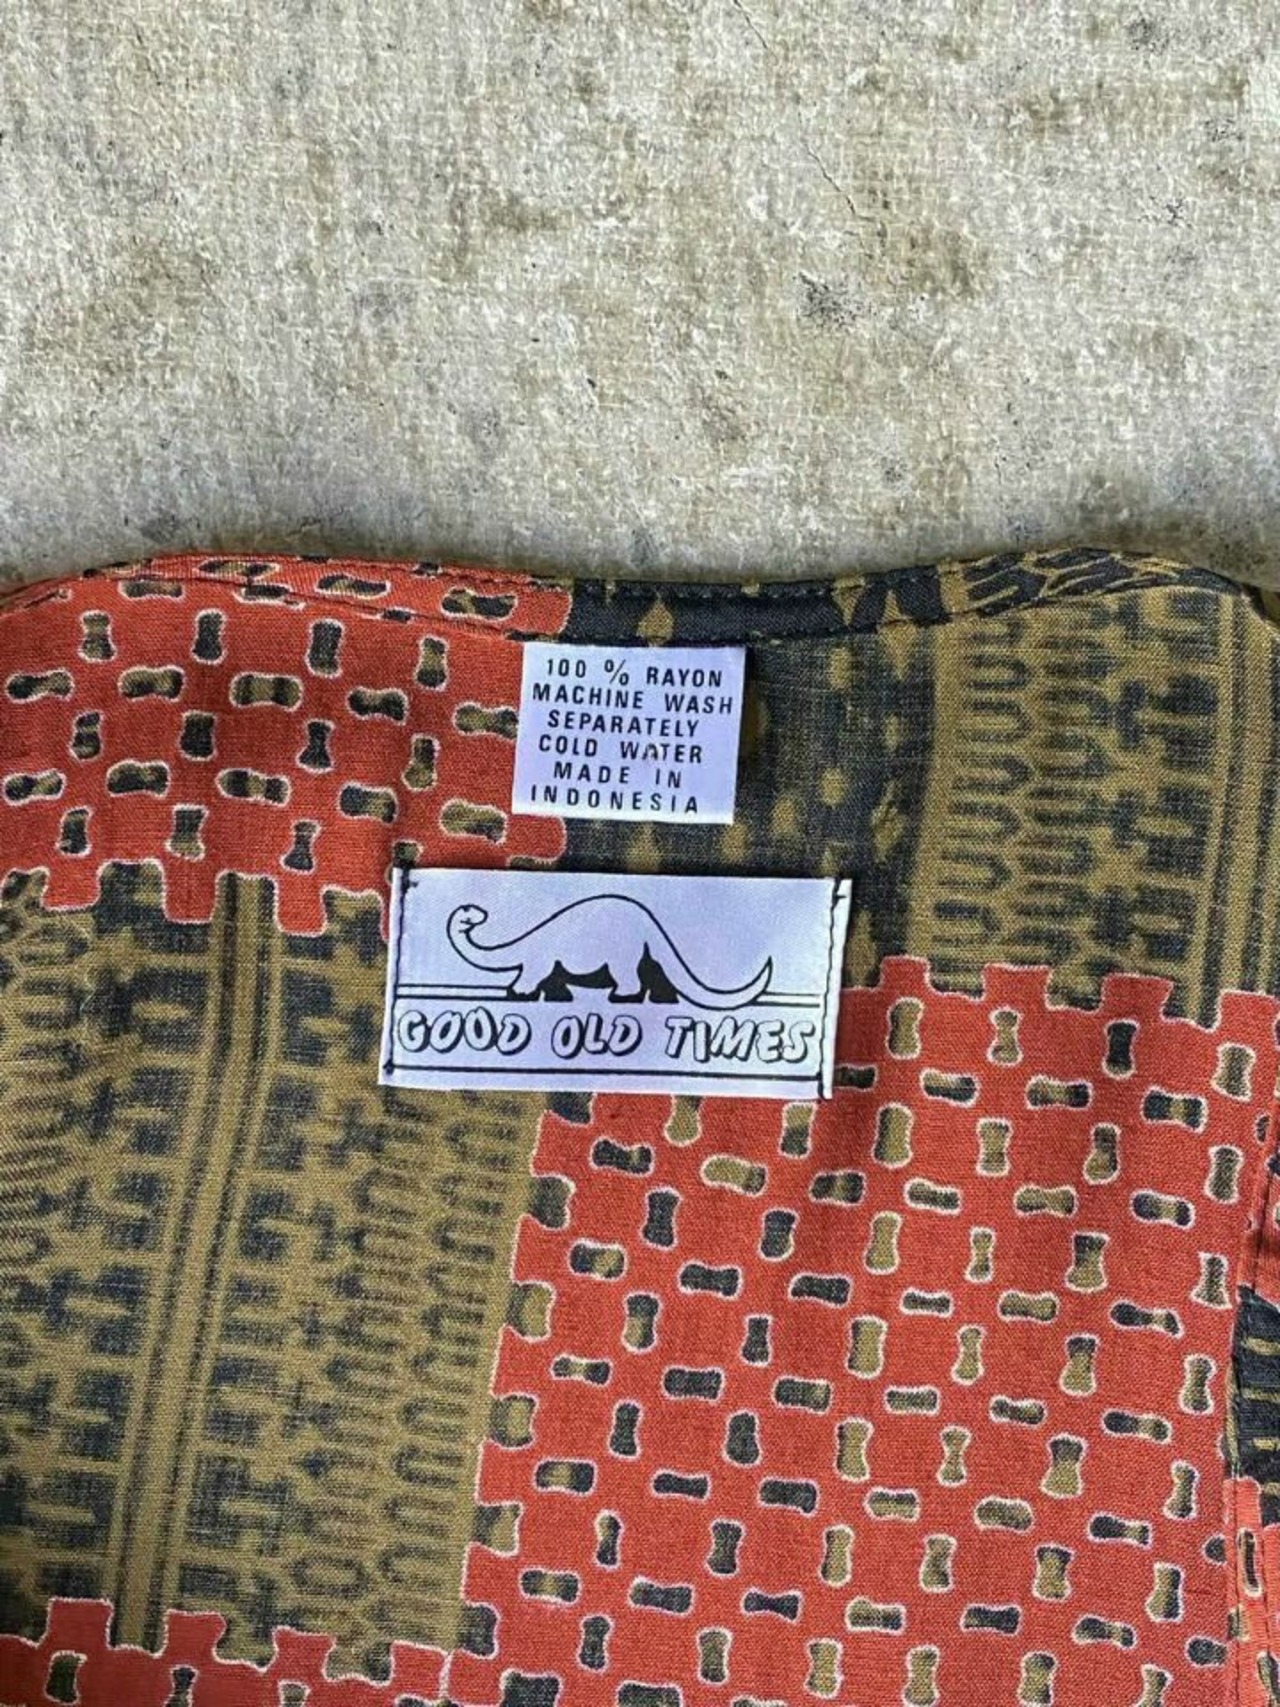 100 % RAYON
MACHINE WASH
SEPARATELY
COLD WATER
MADE IN
INDONESIA
GOOD OLD TIMES